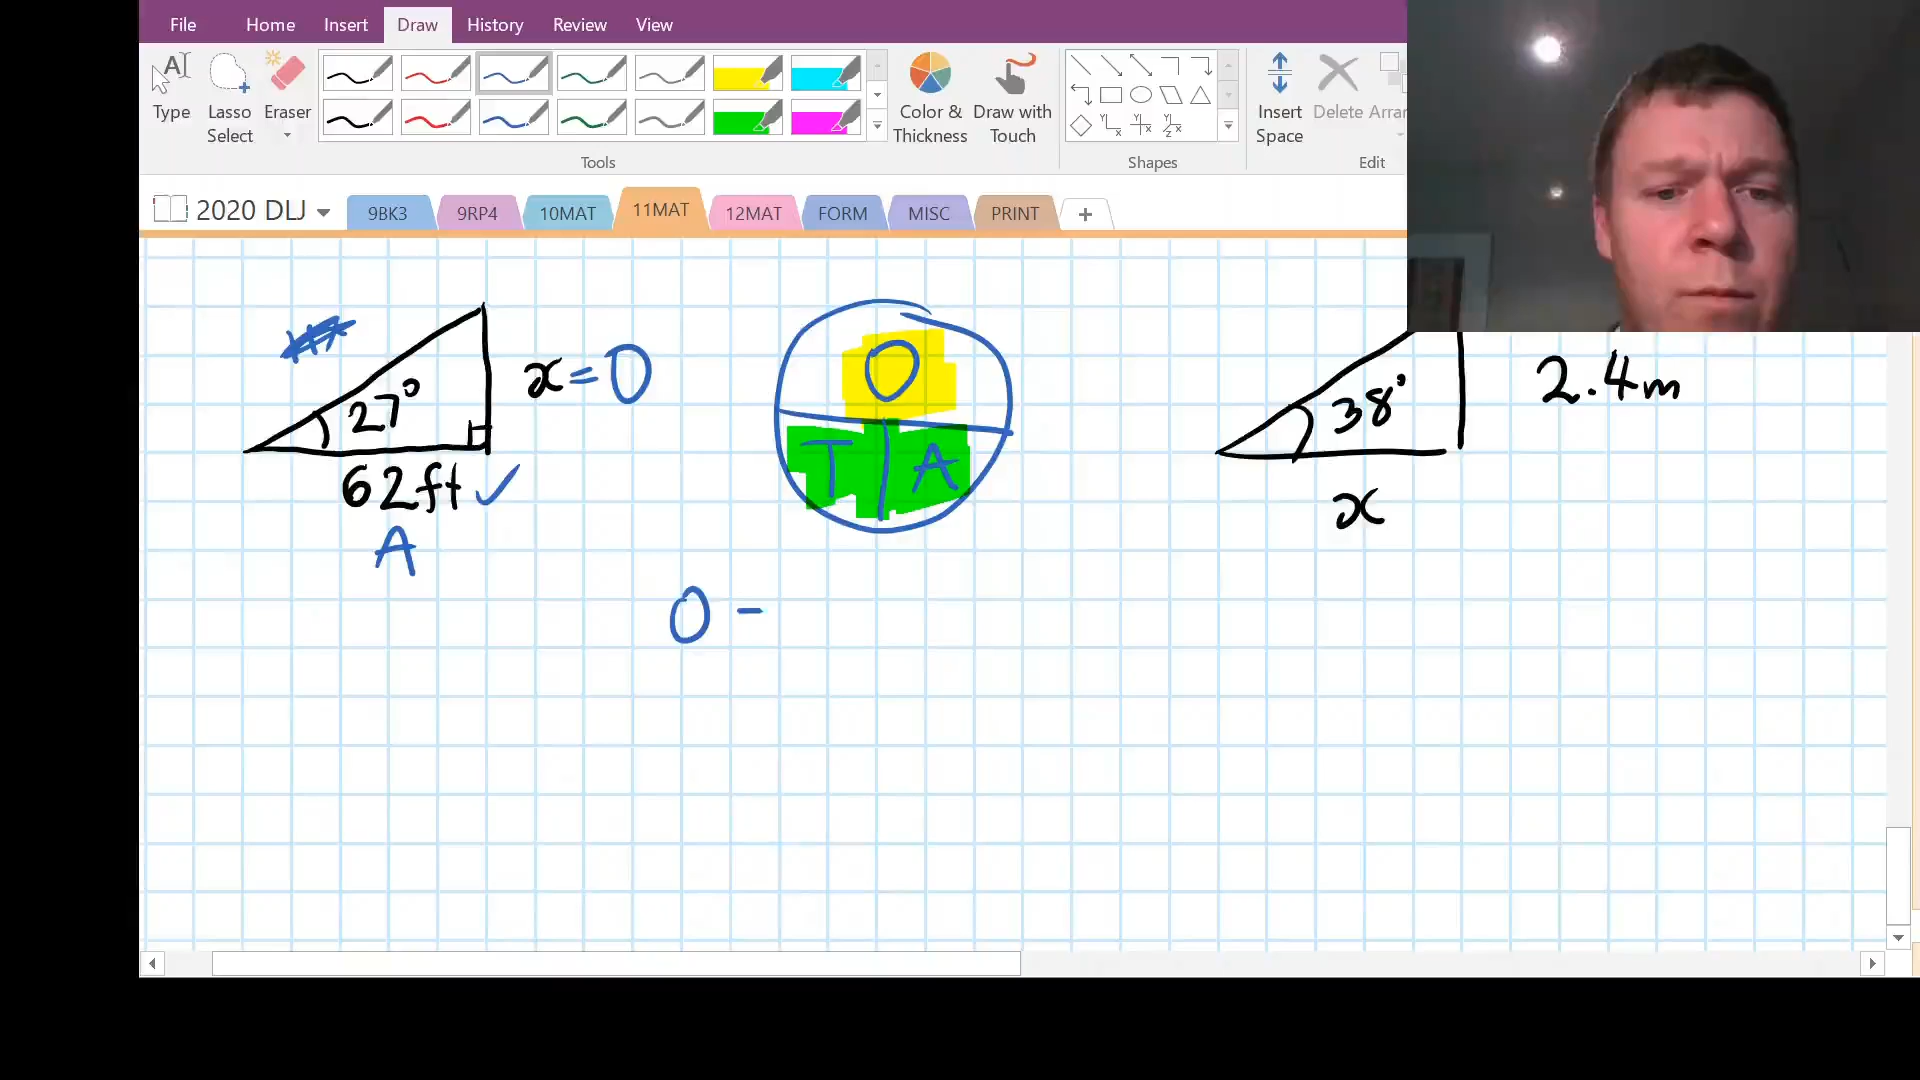 File Home Insert Draw History Review View
Type Lasso Select Eraser Color & Thickness Draw with Touch Insert Space Delete Arran
Tools Shapes Edit
2020 DLJ 9BK3 9RP4 10MAT 11MAT 12MAT FORM MISC PRINT +
27°
x = O
62ft ✓
A
O
T A
38°
2.4m
x
O =